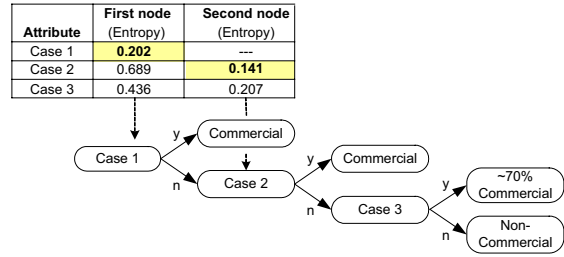 Attribute First node (Entropy) Second node (Entropy)
Case 1 0.202 ---
Case 2 0.689 0.141
Case 3 0.436 0.207
y Commercial
Case 1
y Commercial
n Case 2
y ~70% Commercial
n Case 3
n Non-Commercial